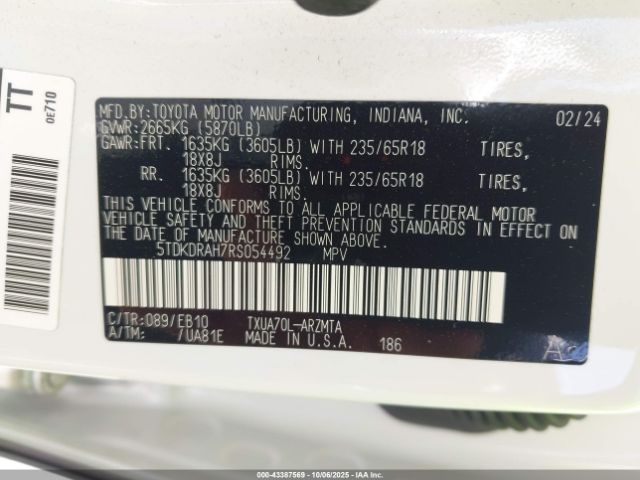 TT
0E710
MFD.BY:TOYOTA MOTOR MANUFACTURING, INDIANA, INC. 02/24
GVWR: 2665KG (5870LB)
GAWR:FRT. 1635KG (3605LB) WITH 235/65R18 TIRES,
18X8J RIMS.
RR. 1635KG (3605LB) WITH 235/65R18 TIRES,
18X8J RIMS.
THIS VEHICLE CONFORMS TO ALL APPLICABLE FEDERAL MOTOR
VEHICLE SAFETY AND THEFT PREVENTION STANDARDS IN EFFECT ON
THE DATE OF MANUFACTURE SHOWN ABOVE.
5TDKDRAH7RS054492 MPV
C/TR:089/EB10 TXUA70L-ARZMTA
A/TM: /UA81E MADE IN U.S.A. 186
000-43387569 10/06/2025 COPART.CA